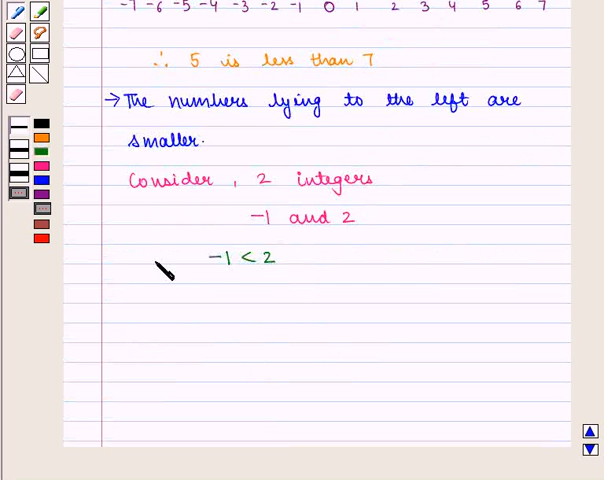 -7 -6 -5 -4 -3 -2 -1 0 1 2 3 4 5 6 7
∴ 5 is less than 7
→ The numbers lying to the left are
smaller.
Consider, 2 integers
-1 and 2
-1 < 2